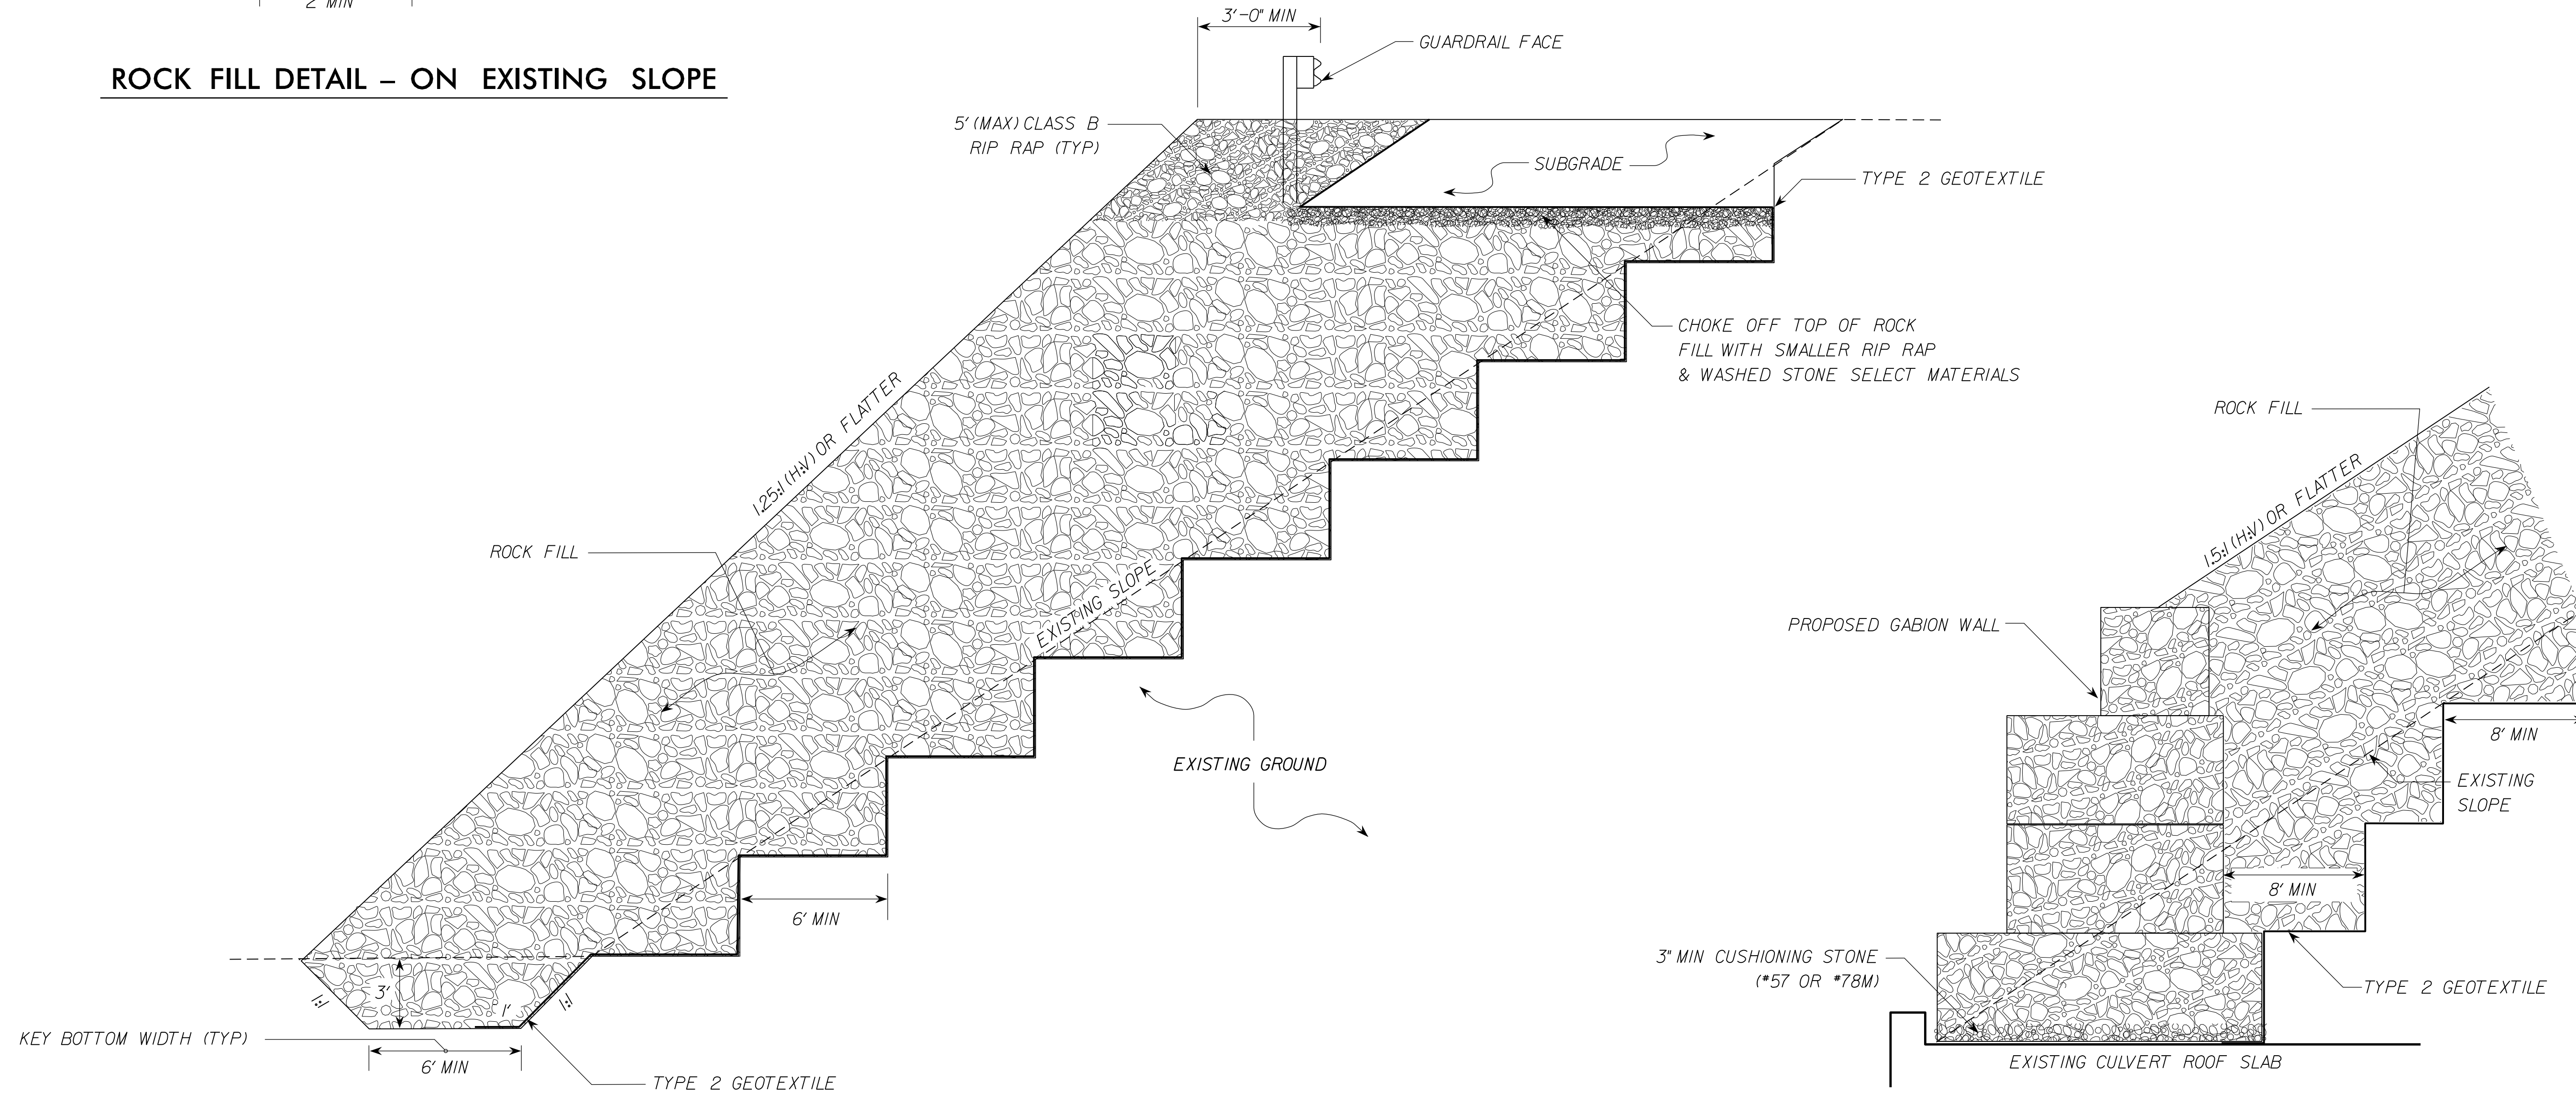 2' MIN
ROCK FILL DETAIL – ON EXISTING SLOPE
3'-0" MIN
GUARDRAIL FACE
5' (MAX) CLASS B
RIP RAP (TYP)
SUBGRADE
TYPE 2 GEOTEXTILE
CHOKE OFF TOP OF ROCK
FILL WITH SMALLER RIP RAP
& WASHED STONE SELECT MATERIALS
1.25:1 (H:V) OR FLATTER
ROCK FILL
EXISTING SLOPE
EXISTING GROUND
6' MIN
3'
1'
1:1
1:1
KEY BOTTOM WIDTH (TYP)
6' MIN
TYPE 2 GEOTEXTILE
ROCK FILL
1.5:1 (H:V) OR FLATTER
PROPOSED GABION WALL
8' MIN
EXISTING
SLOPE
8' MIN
3" MIN CUSHIONING STONE
(#57 OR #78M)
TYPE 2 GEOTEXTILE
EXISTING CULVERT ROOF SLAB